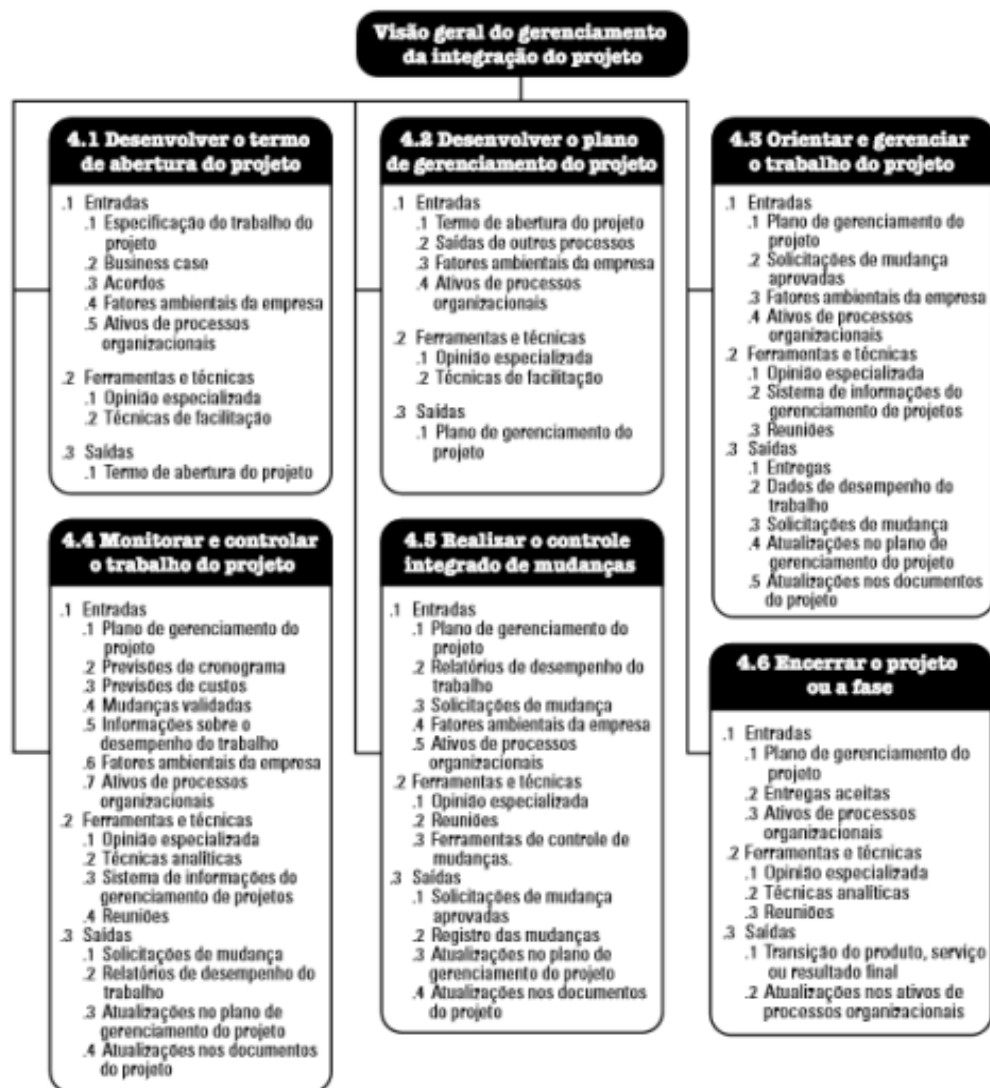 Visão geral do gerenciamento
da integração do projeto
4.1 Desenvolver o termo
de abertura do projeto
.1 Entradas
.1 Especificação do trabalho do
projeto
.2 Business case
.3 Acordos
.4 Fatores ambientais da empresa
.5 Ativos de processos
organizacionais
.2 Ferramentas e técnicas
.1 Opinião especializada
.2 Técnicas de facilitação
.3 Saídas
.1 Termo de abertura do projeto
4.2 Desenvolver o plano
de gerenciamento do projeto
.1 Entradas
.1 Termo de abertura do projeto
.2 Saídas de outros processos
.3 Fatores ambientais da empresa
.4 Ativos de processos
organizacionais
.2 Ferramentas e técnicas
.1 Opinião especializada
.2 Técnicas de facilitação
.3 Saídas
.1 Plano de gerenciamento do
projeto
4.3 Orientar e gerenciar
o trabalho do projeto
.1 Entradas
.1 Plano de gerenciamento do
projeto
.2 Solicitações de mudança
aprovadas
.3 Fatores ambientais da empresa
.4 Ativos de processos
organizacionais
.2 Ferramentas e técnicas
.1 Opinião especializada
.2 Sistema de informações do
gerenciamento de projetos
.3 Reuniões
.3 Saídas
.1 Entregas
.2 Dados de desempenho do
trabalho
.3 Solicitações de mudança
.4 Atualizações no plano de
gerenciamento do projeto
.5 Atualizações nos documentos
do projeto
4.4 Monitorar e controlar
o trabalho do projeto
.1 Entradas
.1 Plano de gerenciamento do
projeto
.2 Previsões de cronograma
.3 Previsões de custos
.4 Mudanças validadas
.5 Informações sobre o
desempenho do trabalho
.6 Fatores ambientais da empresa
.7 Ativos de processos
organizacionais
.2 Ferramentas e técnicas
.1 Opinião especializada
.2 Técnicas analíticas
.3 Sistema de informações do
gerenciamento de projetos
.4 Reuniões
.3 Saídas
.1 Solicitações de mudança
.2 Relatórios de desempenho do
trabalho
.3 Atualizações no plano de
gerenciamento do projeto
.4 Atualizações nos documentos
do projeto
4.5 Realizar o controle
integrado de mudanças
.1 Entradas
.1 Plano de gerenciamento do
projeto
.2 Relatórios de desempenho do
trabalho
.3 Solicitações de mudança
.4 Fatores ambientais da empresa
.5 Ativos de processos
organizacionais
.2 Ferramentas e técnicas
.1 Opinião especializada
.2 Reuniões
.3 Ferramentas de controle de
mudanças.
.3 Saídas
.1 Solicitações de mudança
aprovadas
.2 Registro das mudanças
.3 Atualizações no plano de
gerenciamento do projeto
.4 Atualizações nos documentos
do projeto
4.6 Encerrar o projeto
ou a fase
.1 Entradas
.1 Plano de gerenciamento do
projeto
.2 Entregas aceitas
.3 Ativos de processos
organizacionais
.2 Ferramentas e técnicas
.1 Opinião especializada
.2 Técnicas analíticas
.3 Reuniões
.3 Saídas
.1 Transição do produto, serviço
ou resultado final
.2 Atualizações nos ativos de
processos organizacionais